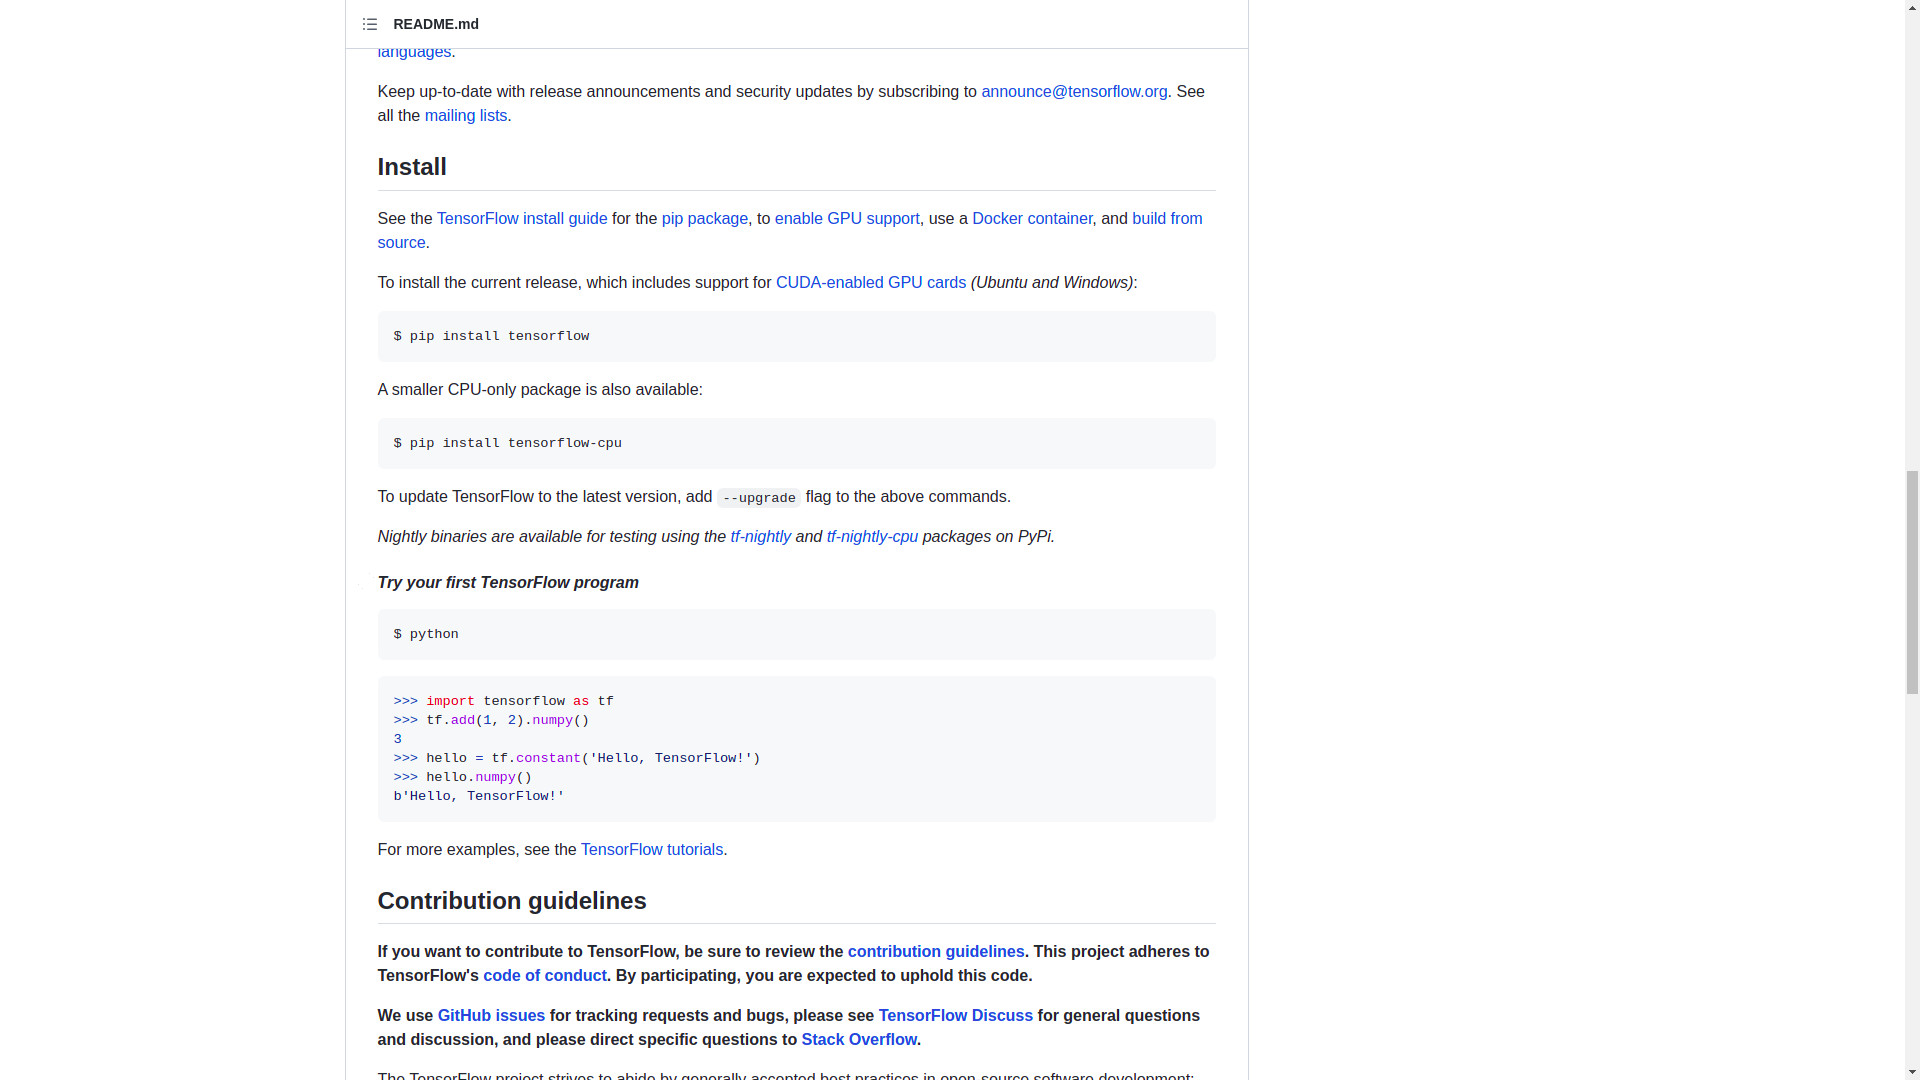 README.md
languages.
Keep up-to-date with release announcements and security updates by subscribing to announce@tensorflow.org. See
all the mailing lists.
Install
See the TensorFlow install guide for the pip package, to enable GPU support, use a Docker container, and build from
source.
To install the current release, which includes support for CUDA-enabled GPU cards (Ubuntu and Windows):
$ pip install tensorflow
A smaller CPU-only package is also available:
$ pip install tensorflow-cpu
To update TensorFlow to the latest version, add --upgrade flag to the above commands.
Nightly binaries are available for testing using the tf-nightly and tf-nightly-cpu packages on PyPi.
Try your first TensorFlow program
$ python
>>> import tensorflow as tf
>>> tf.add(1, 2).numpy()
3
>>> hello = tf.constant('Hello, TensorFlow!')
>>> hello.numpy()
b'Hello, TensorFlow!'
For more examples, see the TensorFlow tutorials.
Contribution guidelines
If you want to contribute to TensorFlow, be sure to review the contribution guidelines. This project adheres to
TensorFlow's code of conduct. By participating, you are expected to uphold this code.
We use GitHub issues for tracking requests and bugs, please see TensorFlow Discuss for general questions
and discussion, and please direct specific questions to Stack Overflow.
The TensorFlow project strives to abide by generally accepted best practices in open-source software development: